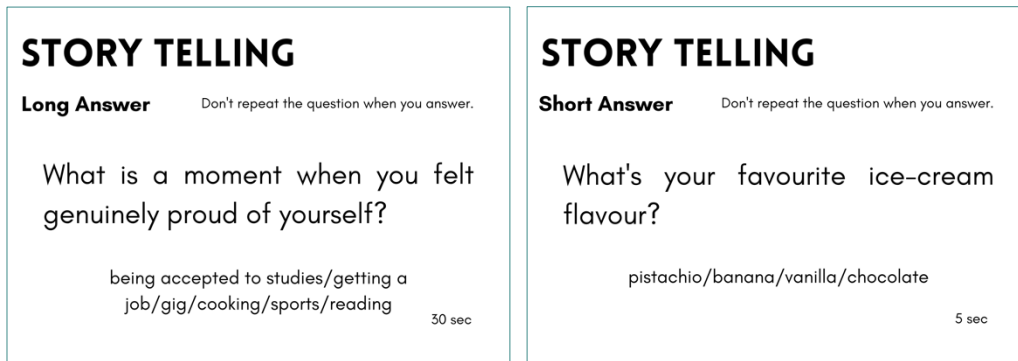 STORY TELLING
Long Answer Don't repeat the question when you answer.
What is a moment when you felt
genuinely proud of yourself?
being accepted to studies/getting a
job/gig/cooking/sports/reading
30 sec
STORY TELLING
Short Answer Don't repeat the question when you answer.
What's your favourite ice-cream
flavour?
pistachio/banana/vanilla/chocolate
5 sec